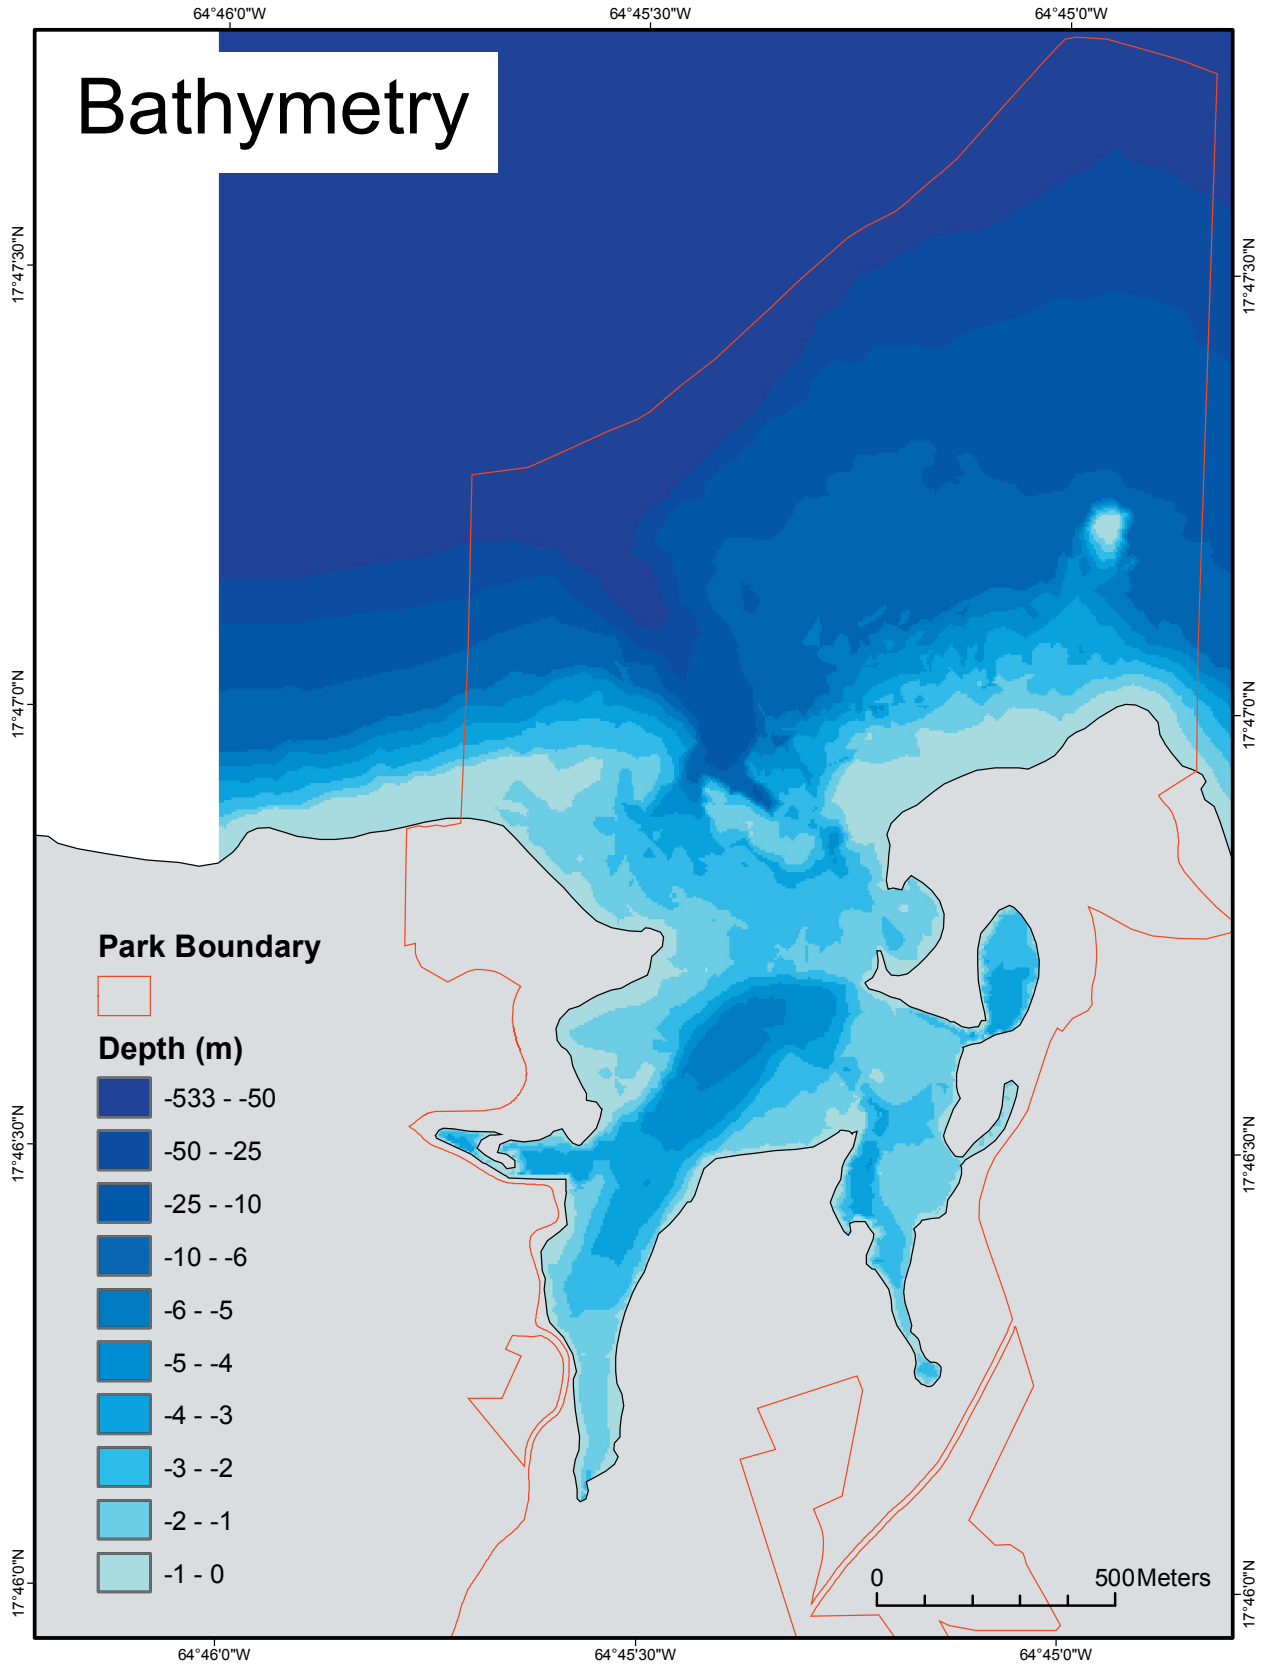 64°46'0"W
64°45'30"W
64°45'0"W
Bathymetry
17°47'30"N
17°47'30"N
17°47'0"N
17°47'0"N
Park Boundary
Depth (m)
-533 - -50
-50 - -25
-25 - -10
-10 - -6
-6 - -5
-5 - -4
-4 - -3
-3 - -2
-2 - -1
-1 - 0
17°46'30"N
17°46'30"N
0
500 Meters
17°46'0"N
17°46'0"N
64°46'0"W
64°45'30"W
64°45'0"W